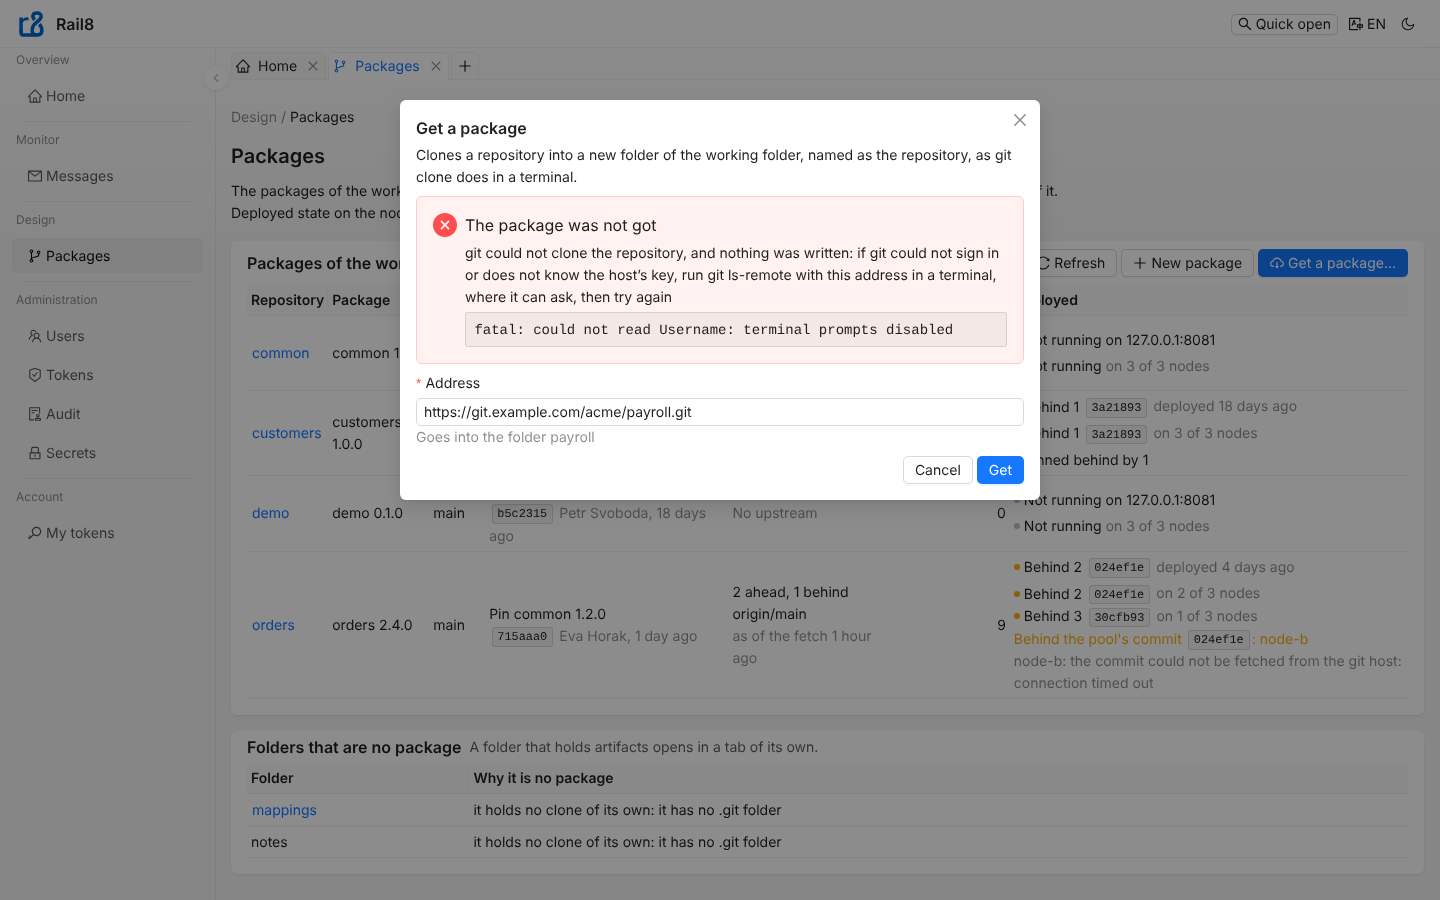 Rail8
Quick open
EN
Overview
Home
Monitor
Messages
Design
Packages
Administration
Users
Tokens
Audit
Secrets
Account
My tokens
Home
Packages
Design / Packages
Packages
The packages of the work
f it.
Deployed state on the noc
Packages of the wor
Refresh
New package
Get a package...
Repository
Package
loyed
common
common 1
ot running on 127.0.0.1:8081
ot running on 3 of 3 nodes
customers
customers
1.0.0
ehind 1 3a21893 deployed 18 days ago
ehind 1 3a21893 on 3 of 3 nodes
nned behind by 1
demo
demo 0.1.0
main
b5c2315 Petr Svoboda, 18 days
ago
No upstream
0
Not running on 127.0.0.1:8081
Not running on 3 of 3 nodes
orders
orders 2.4.0
main
Pin common 1.2.0
715aaa0 Eva Horak, 1 day ago
2 ahead, 1 behind
origin/main
as of the fetch 1 hour
ago
9
Behind 2 024ef1e deployed 4 days ago
Behind 2 024ef1e on 2 of 3 nodes
Behind 3 30cfb93 on 1 of 3 nodes
Behind the pool's commit 024ef1e : node-b
node-b: the commit could not be fetched from the git host:
connection timed out
Folders that are no package
A folder that holds artifacts opens in a tab of its own.
Folder
Why it is no package
mappings
it holds no clone of its own: it has no .git folder
notes
it holds no clone of its own: it has no .git folder
Get a package
Clones a repository into a new folder of the working folder, named as the repository, as git
clone does in a terminal.
The package was not got
git could not clone the repository, and nothing was written: if git could not sign in
or does not know the host’s key, run git ls-remote with this address in a terminal,
where it can ask, then try again
fatal: could not read Username: terminal prompts disabled
* Address
https://git.example.com/acme/payroll.git
Goes into the folder payroll
Cancel
Get